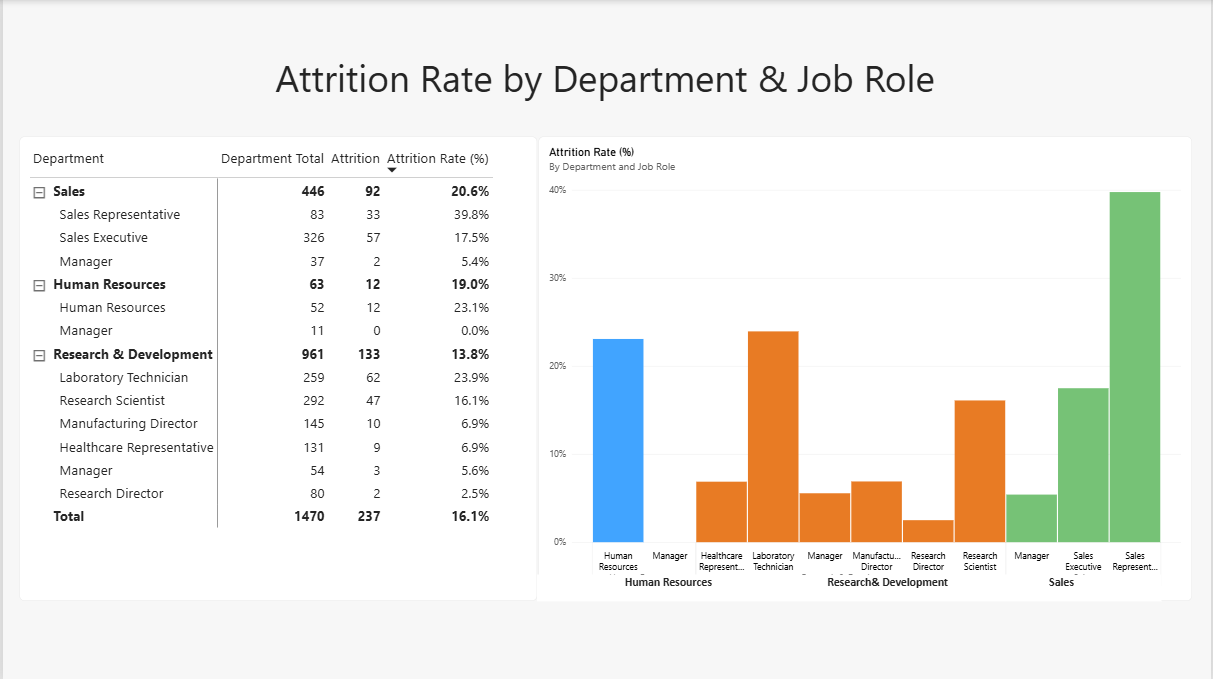 Attrition Rate by Department & Job Role
Department Department Total Attrition Attrition Rate (%)
Sales 446 92 20.6%
Sales Representative 83 33 39.8%
Sales Executive 326 57 17.5%
Manager 37 2 5.4%
Human Resources 63 12 19.0%
Human Resources 52 12 23.1%
Manager 11 0 0.0%
Research & Development 961 133 13.8%
Laboratory Technician 259 62 23.9%
Research Scientist 292 47 16.1%
Manufacturing Director 145 10 6.9%
Healthcare Representative 131 9 6.9%
Manager 54 3 5.6%
Research Director 80 2 2.5%
Total 1470 237 16.1%
Attrition Rate (%)
By Department and Job Role
40%
30%
20%
10%
0%
Human Manager Healthcare Laboratory Manager Manufactu... Research Research Manager Sales Sales
Resources Represent... Technician Director Director Scientist Executive Represent...
Human Resources Research& Development Sales